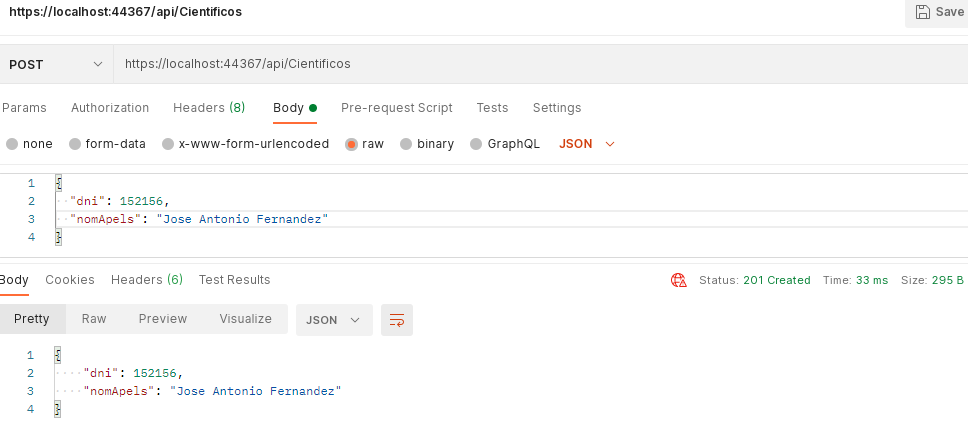 https://localhost:44367/api/Cientificos
Save
POST
https://localhost:44367/api/Cientificos
Params Authorization Headers (8) Body Pre-request Script Tests Settings
none form-data x-www-form-urlencoded raw binary GraphQL JSON
1 {
2 "dni": 152156,
3 "nomApels": "Jose Antonio Fernandez"
4 }
Body Cookies Headers (6) Test Results Status: 201 Created Time: 33 ms Size: 295 B
Pretty Raw Preview Visualize JSON
1 {
2 "dni": 152156,
3 "nomApels": "Jose Antonio Fernandez"
4 }